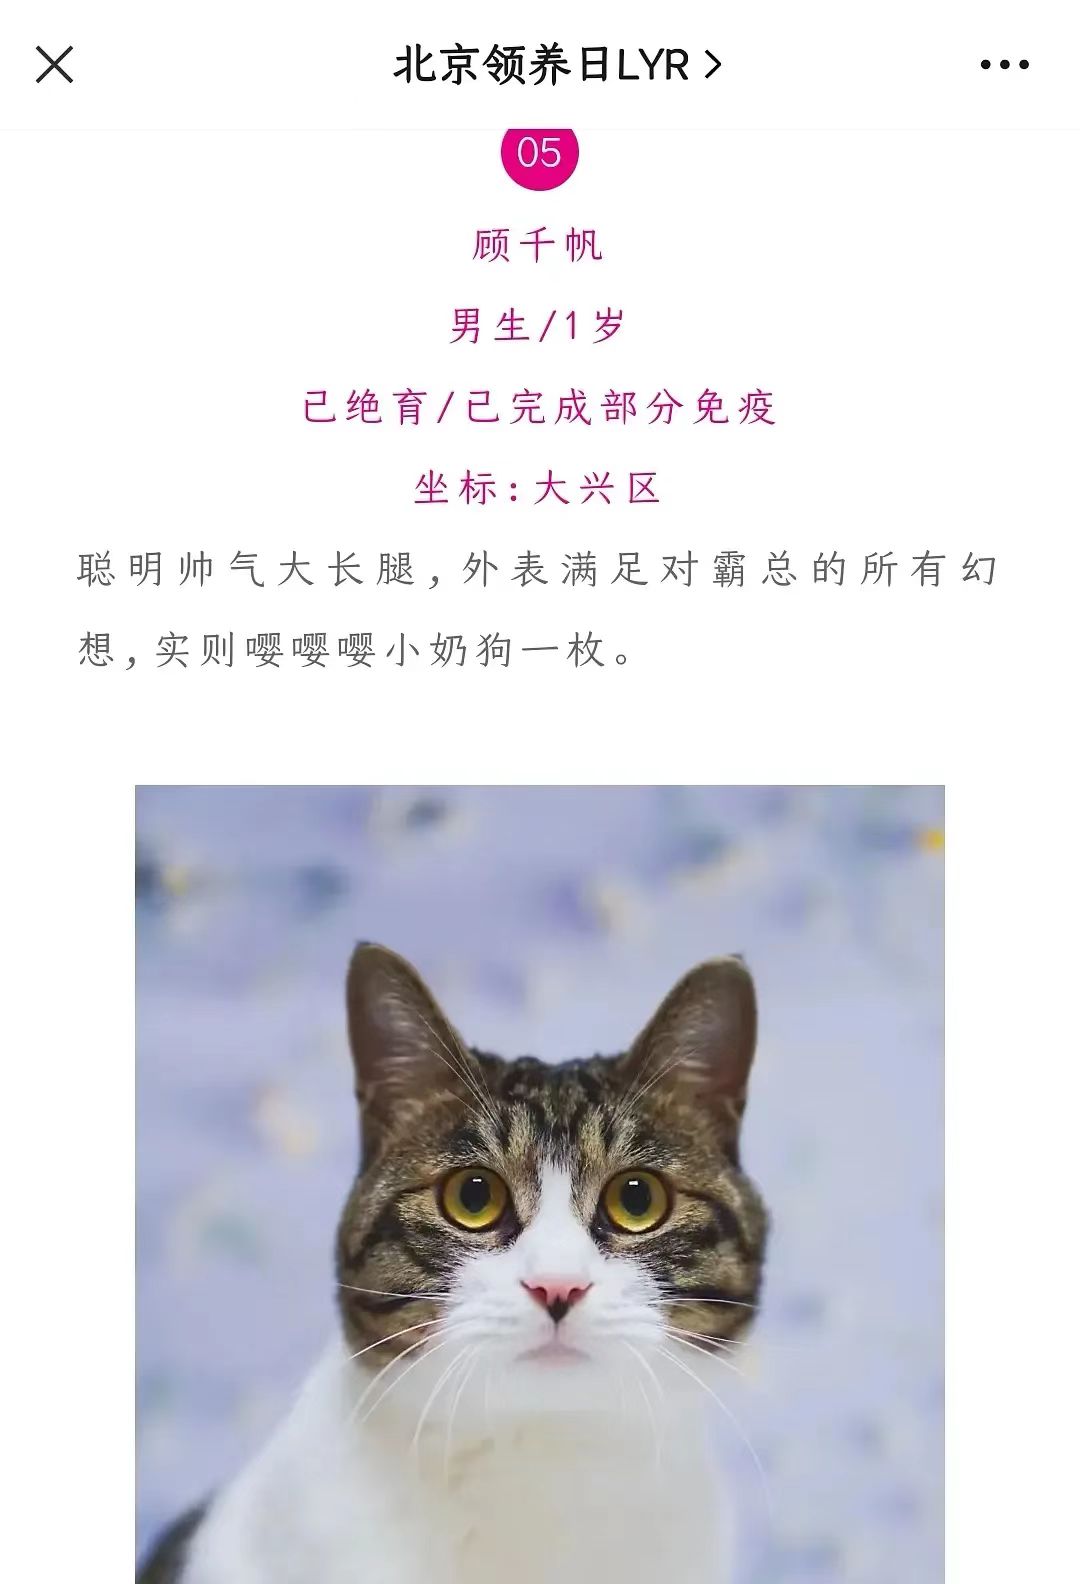 北京领养日LYR
05
顾千帆
男生/1岁
已绝育/已完成部分免疫
坐标:大兴区
聪明帅气大长腿,外表满足对霸总的所有幻
想,实则嘤嘤嘤小奶狗一枚。